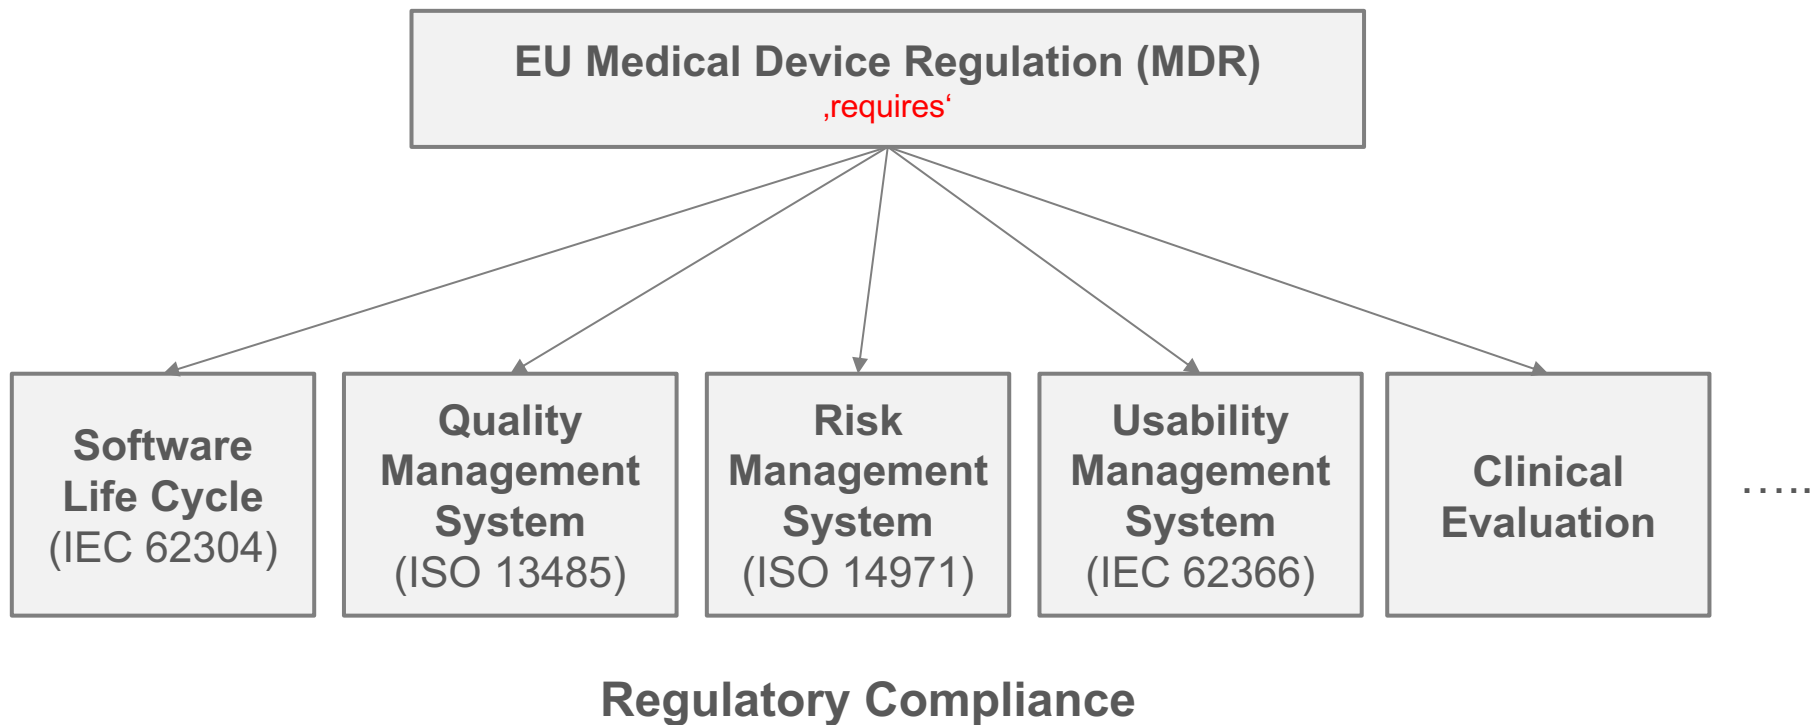 EU Medical Device Regulation (MDR)
‚requires‘
Software
Life Cycle
(IEC 62304)
Quality
Management
System
(ISO 13485)
Risk
Management
System
(ISO 14971)
Usability
Management
System
(IEC 62366)
Clinical
Evaluation
…..
Regulatory Compliance